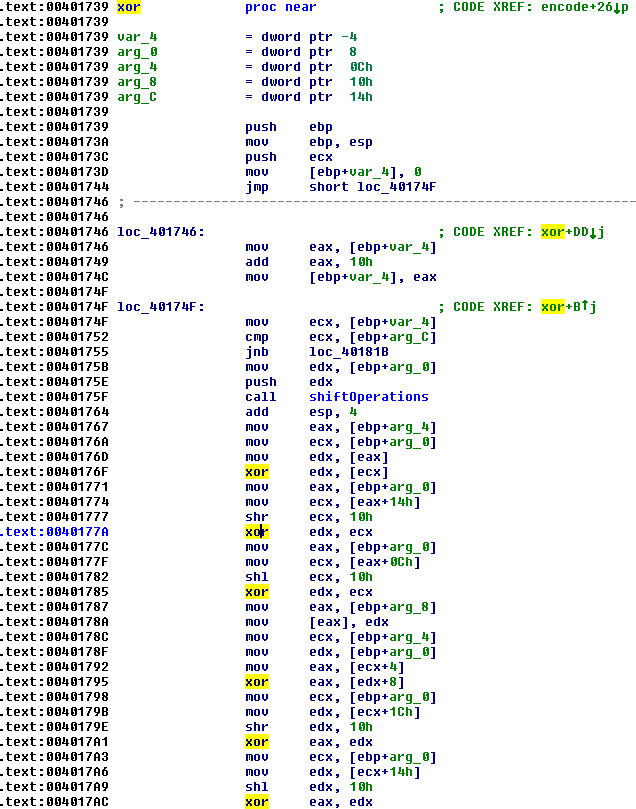 .text:00401739 xor proc near ; CODE XREF: encode+26↓p
.text:00401739
.text:00401739 var_4 = dword ptr -4
.text:00401739 arg_0 = dword ptr 8
.text:00401739 arg_4 = dword ptr 0Ch
.text:00401739 arg_8 = dword ptr 10h
.text:00401739 arg_C = dword ptr 14h
.text:00401739
.text:00401739 push ebp
.text:0040173A mov ebp, esp
.text:0040173C push ecx
.text:0040173D mov [ebp+var_4], 0
.text:00401744 jmp short loc_40174F
.text:00401746 ; ---------------------------------------------------------------
.text:00401746
.text:00401746 loc_401746: ; CODE XREF: xor+DD↓j
.text:00401746 mov eax, [ebp+var_4]
.text:00401749 add eax, 10h
.text:0040174C mov [ebp+var_4], eax
.text:0040174F
.text:0040174F loc_40174F: ; CODE XREF: xor+B↑j
.text:0040174F mov ecx, [ebp+var_4]
.text:00401752 cmp ecx, [ebp+arg_C]
.text:00401755 jnb loc_40181B
.text:0040175B mov edx, [ebp+arg_0]
.text:0040175E push edx
.text:0040175F call shiftOperations
.text:00401764 add esp, 4
.text:00401767 mov eax, [ebp+arg_4]
.text:0040176A mov ecx, [ebp+arg_0]
.text:0040176D mov edx, [eax]
.text:0040176F xor edx, [ecx]
.text:00401771 mov eax, [ebp+arg_0]
.text:00401774 mov ecx, [eax+14h]
.text:00401777 shr ecx, 10h
.text:0040177A xor edx, ecx
.text:0040177C mov eax, [ebp+arg_0]
.text:0040177F mov ecx, [eax+0Ch]
.text:00401782 shl ecx, 10h
.text:00401785 xor edx, ecx
.text:00401787 mov eax, [ebp+arg_8]
.text:0040178A mov [eax], edx
.text:0040178C mov ecx, [ebp+arg_4]
.text:0040178F mov edx, [ebp+arg_0]
.text:00401792 mov eax, [ecx+4]
.text:00401795 xor eax, [edx+8]
.text:00401798 mov ecx, [ebp+arg_0]
.text:0040179B mov edx, [ecx+1Ch]
.text:0040179E shr edx, 10h
.text:004017A1 xor eax, edx
.text:004017A3 mov ecx, [ebp+arg_0]
.text:004017A6 mov edx, [ecx+14h]
.text:004017A9 shl edx, 10h
.text:004017AC xor eax, edx